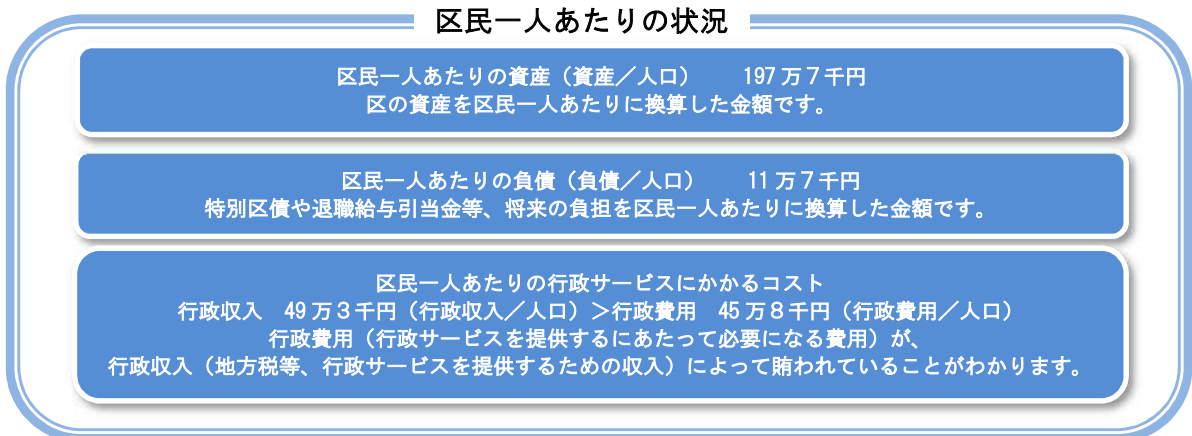 区民一人あたりの状況
区民一人あたりの資産（資産／人口）　　197万７千円
区の資産を区民一人あたりに換算した金額です。
区民一人あたりの負債（負債／人口）　　11万７千円
特別区債や退職給与引当金等、将来の負担を区民一人あたりに換算した金額です。
区民一人あたりの行政サービスにかかるコスト
行政収入　49万３千円（行政収入／人口）＞行政費用　45万８千円（行政費用／人口）
行政費用（行政サービスを提供するにあたって必要になる費用）が、
行政収入（地方税等、行政サービスを提供するための収入）によって賄われていることがわかります。